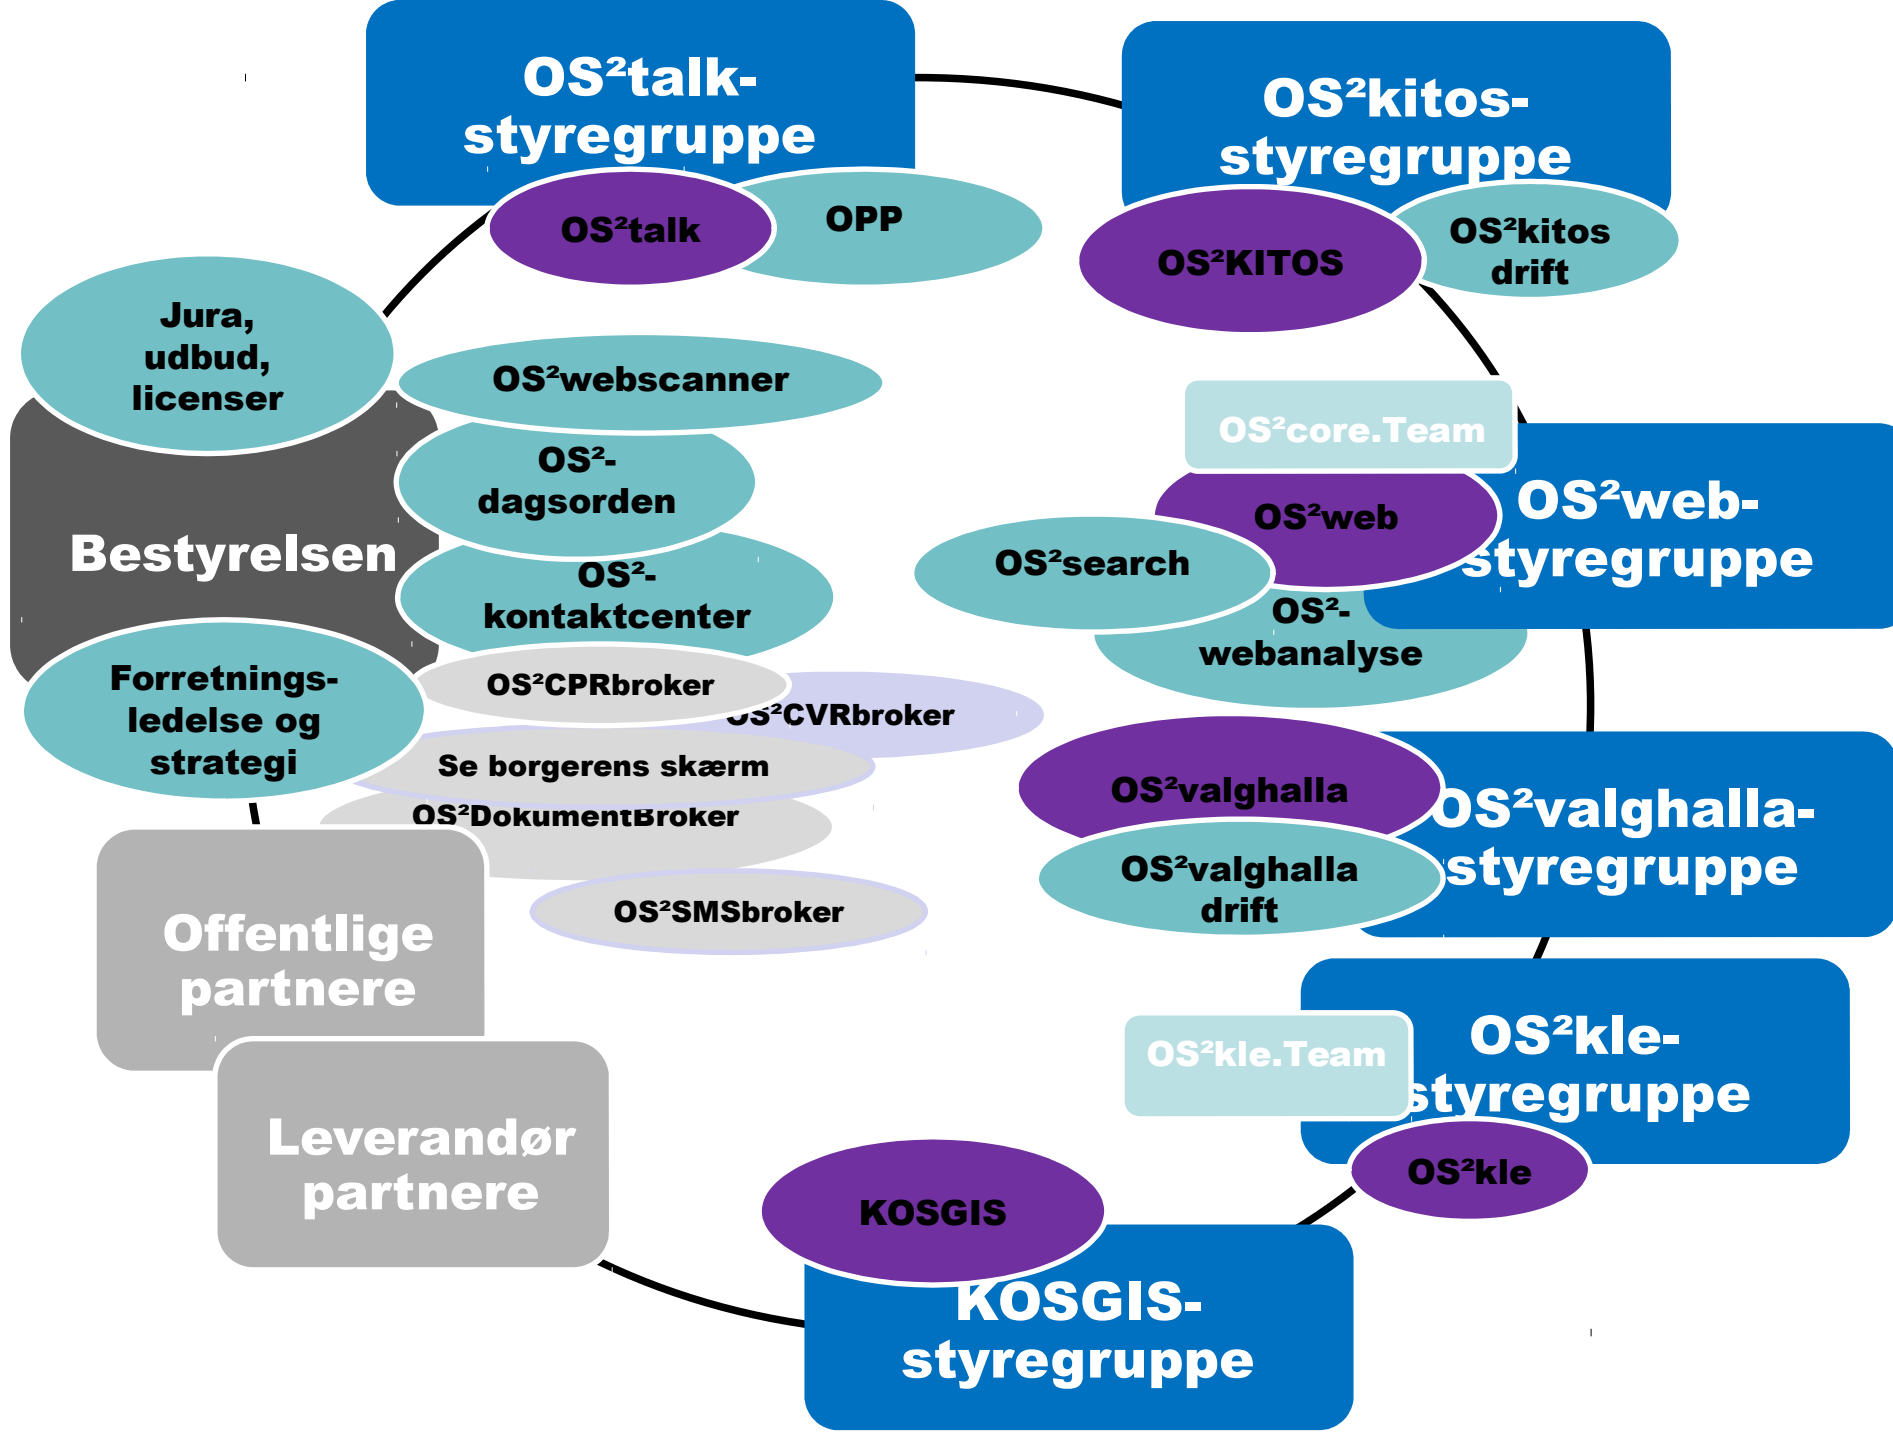 OS²talk-
styregruppe
OS²talk
OPP
OS²kitos-
styregruppe
OS²KITOS
OS²kitos
drift
Jura,
udbud,
licenser
Bestyrelsen
Forretnings-
ledelse og
strategi
OS²webscanner
OS²-
dagsorden
OS²-
kontaktcenter
OS²CPRbroker
OS²CVRbroker
Se borgerens skærm
OS²DokumentBroker
OS²SMSbroker
OS²core.Team
OS²web-
styregruppe
OS²web
OS²search
OS²-
webanalyse
OS²valghalla
OS²valghalla-
styregruppe
OS²valghalla
drift
Offentlige
partnere
Leverandør
partnere
OS²kle-
styregruppe
OS²kle.Team
OS²kle
KOSGIS
KOSGIS-
styregruppe